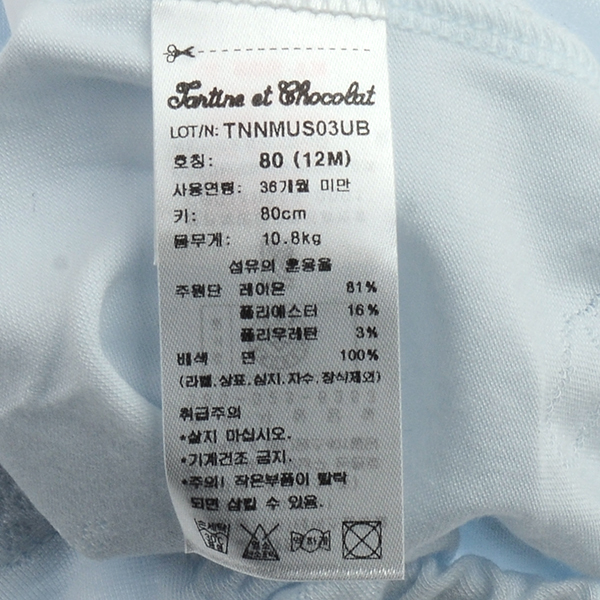 Tartine et Chocolat
LOT/N: TNNMUS03UB
호칭: 80 (12M)
사용연령: 36개월 미만
키: 80cm
몸무게: 10.8kg
섬유의 혼용율
주원단 레이온 81%
폴리에스터 16%
폴리우레탄 3%
배색 면 100%
(라벨.상표.심지.자수.장식제외)
취급주의
*삶지 마십시오.
*기계건조 금지.
*주의! 작은부품이 탈락
되면 삼킬 수 있음.